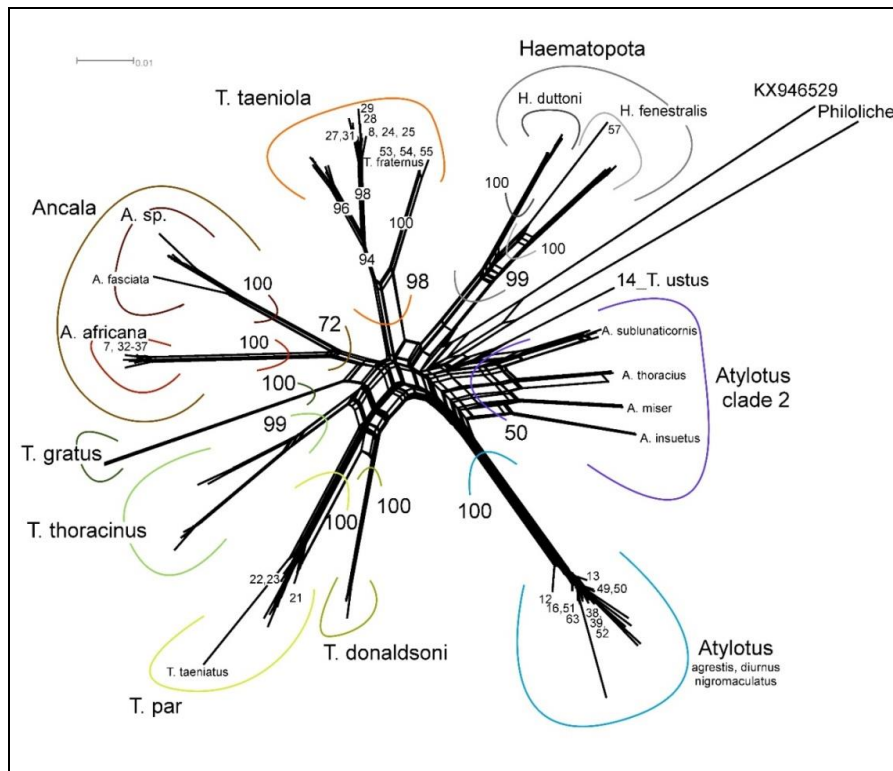 0.01
Haematopota
KX946529
Philoliche
H. duttoni
H. fenestralis
57
T. taeniola
29
28
27,31
8, 24, 25
53, 54, 55
T. fraternus
98
96
94
100
98
100
100
99
Ancala
A. sp.
A. fasciata
100
72
A. africana
7, 32-37
100
14_T. ustus
A. sublunaticornis
A. thoracius
A. miser
A. insuetus
Atylotus
clade 2
50
100
99
T. gratus
T. thoracinus
100
100
100
22,23
21
T. taeniatus
T. par
T. donaldsoni
12
13
16,51
49,50
63
38,
39,
52
Atylotus
agrestis, diurnus
nigromaculatus